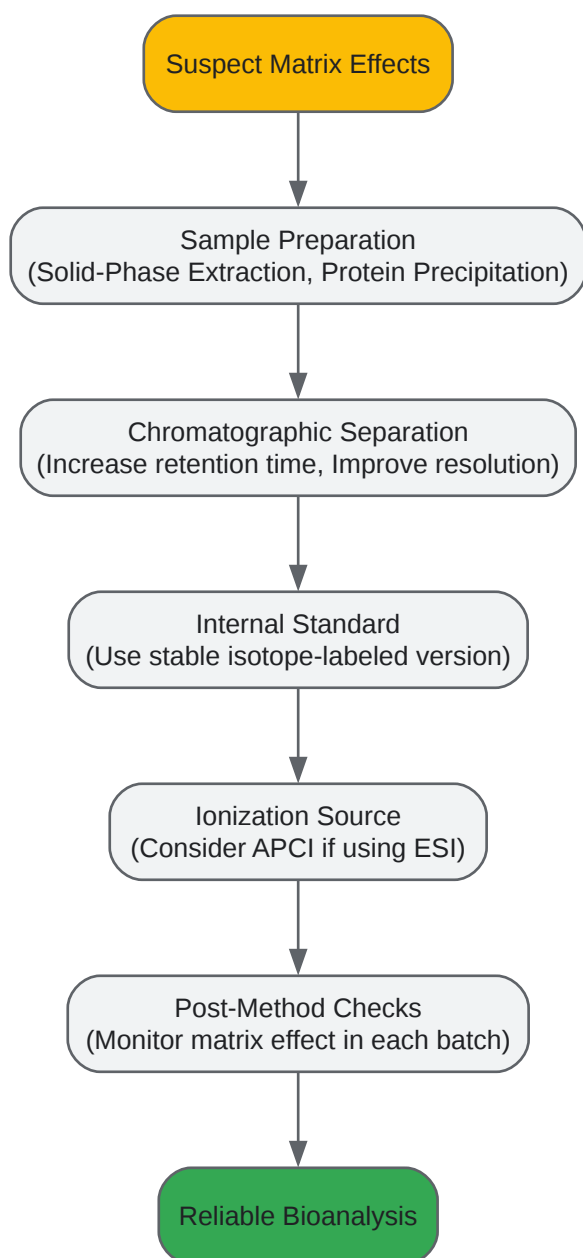 Suspect Matrix Effects
Sample Preparation
(Solid-Phase Extraction, Protein Precipitation)
Chromatographic Separation
(Increase retention time, Improve resolution)
Internal Standard
(Use stable isotope-labeled version)
Ionization Source
(Consider APCI if using ESI)
Post-Method Checks
(Monitor matrix effect in each batch)
Reliable Bioanalysis